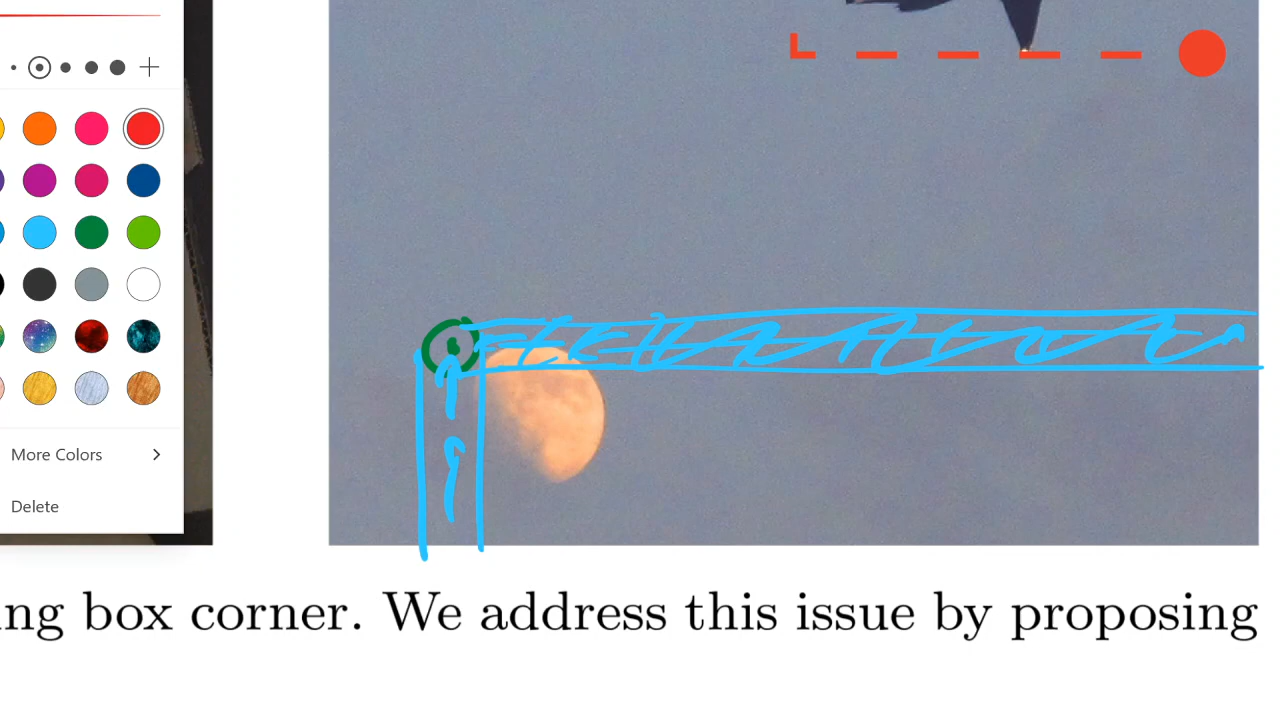 More Colors
Delete
ng box corner. We address this issue by proposing